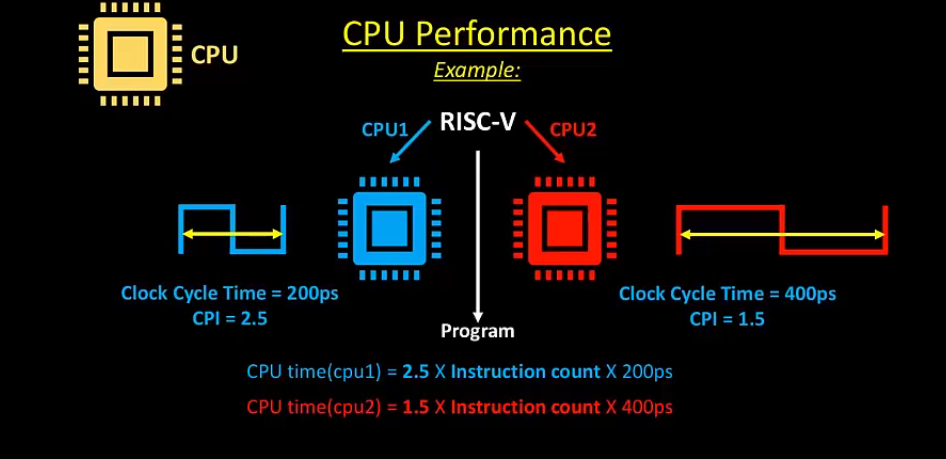 CPU
CPU Performance
Example:
CPU1
RISC-V
CPU2
Clock Cycle Time = 200ps
CPI = 2.5
Clock Cycle Time = 400ps
CPI = 1.5
Program
CPU time(cpu1) = 2.5 X Instruction count X 200ps
CPU time(cpu2) = 1.5 X Instruction count X 400ps